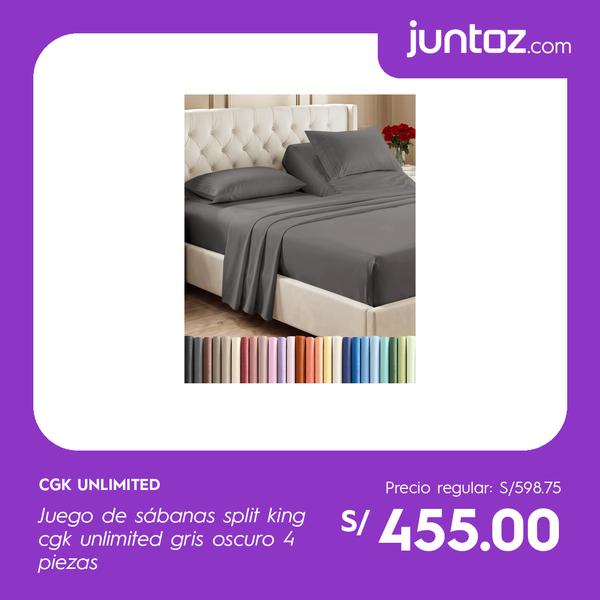 juntoz.com
CGK UNLIMITED
Juego de sábanas split king
cgk unlimited gris oscuro 4
piezas
Precio regular: S/598.75
S/ 455.00